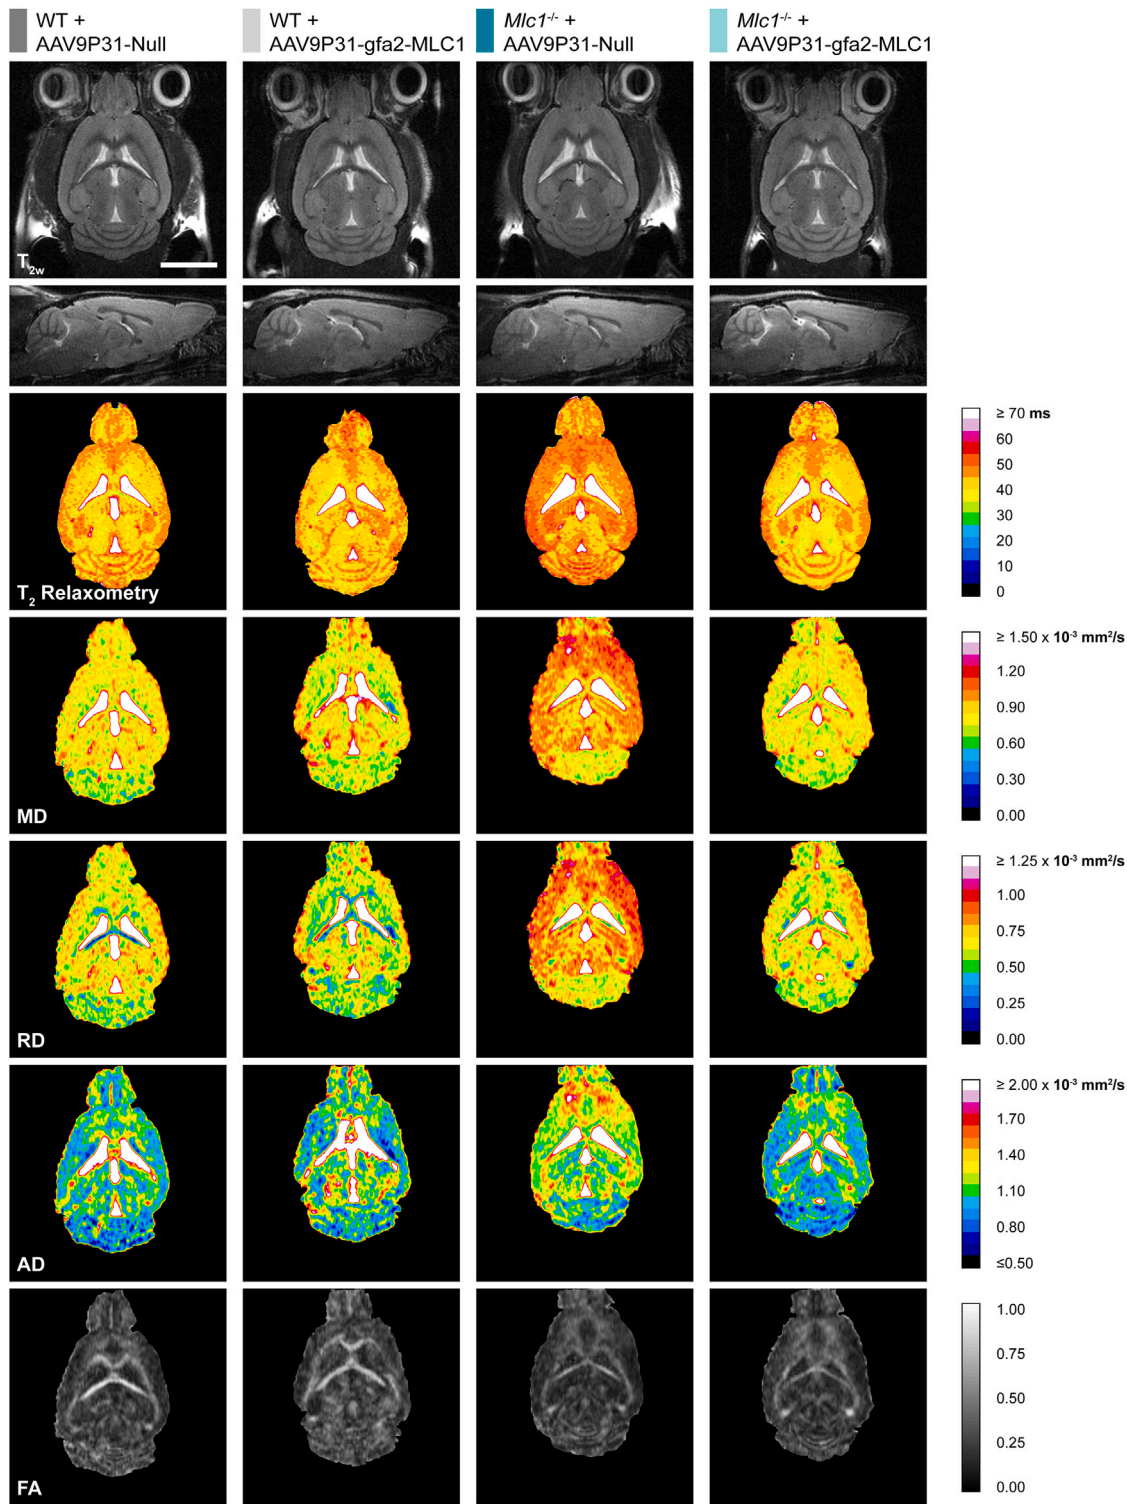 WT +
AAV9P31-Null
WT +
AAV9P31-gfa2-MLC1
Mlc1-/- +
AAV9P31-Null
Mlc1-/- +
AAV9P31-gfa2-MLC1
T2w
T2 Relaxometry
≥ 70 ms
60
50
40
30
20
10
0
MD
≥ 1.50 x 10-3 mm²/s
1.20
0.90
0.60
0.30
0.00
RD
≥ 1.25 x 10-3 mm²/s
1.00
0.75
0.50
0.25
0.00
AD
≥ 2.00 x 10-3 mm²/s
1.70
1.40
1.10
0.80
≤0.50
FA
1.00
0.75
0.50
0.25
0.00